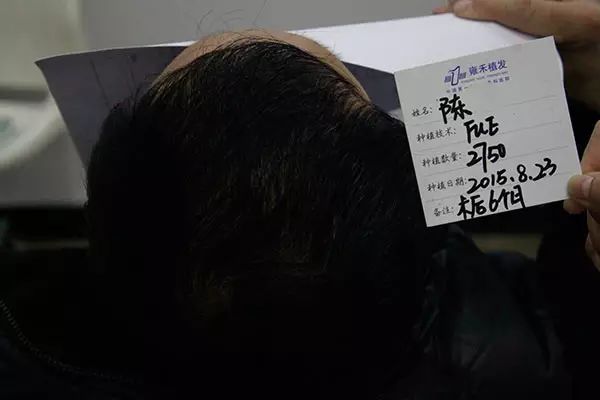 雍禾植发
姓名：陈
种植技术：FUE
种植数量：2750
种植日期：2015.8.23
备注：术后6个月